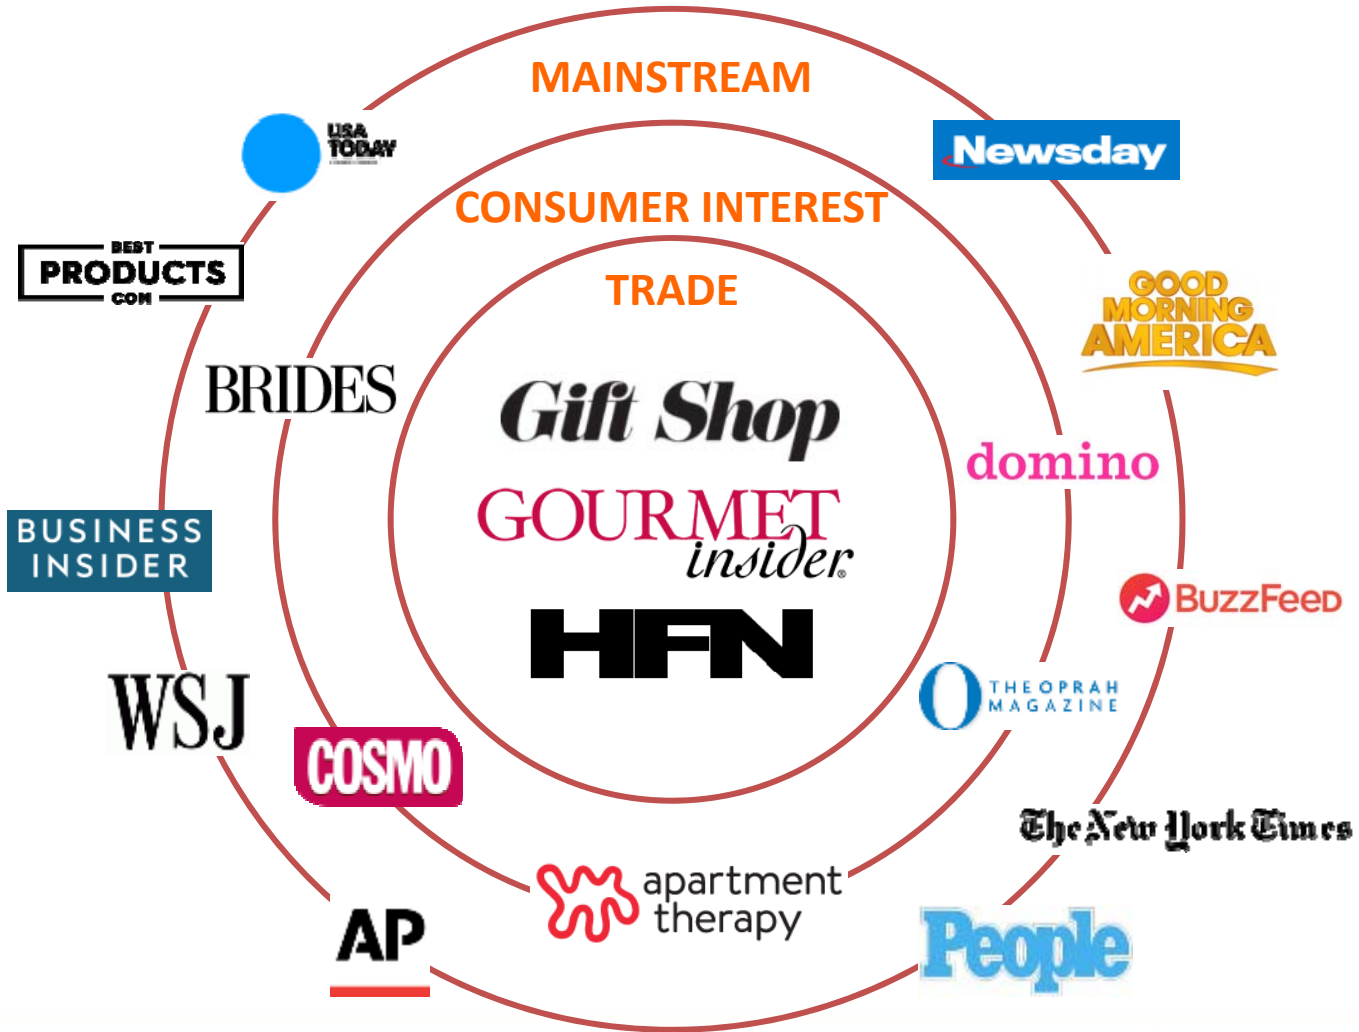 MAINSTREAM
USA
TODAY
Newsday
CONSUMER INTEREST
BEST
PRODUCTS
COM
TRADE
GOOD
MORNING
AMERICA
BRIDES
Gift Shop
domino
GOURMET
insider®
BUSINESS
INSIDER
BuzzFeed
HFN
THE OPRAH
MAGAZINE
WSJ
COSMO
The New York Times
apartment
therapy
AP
People